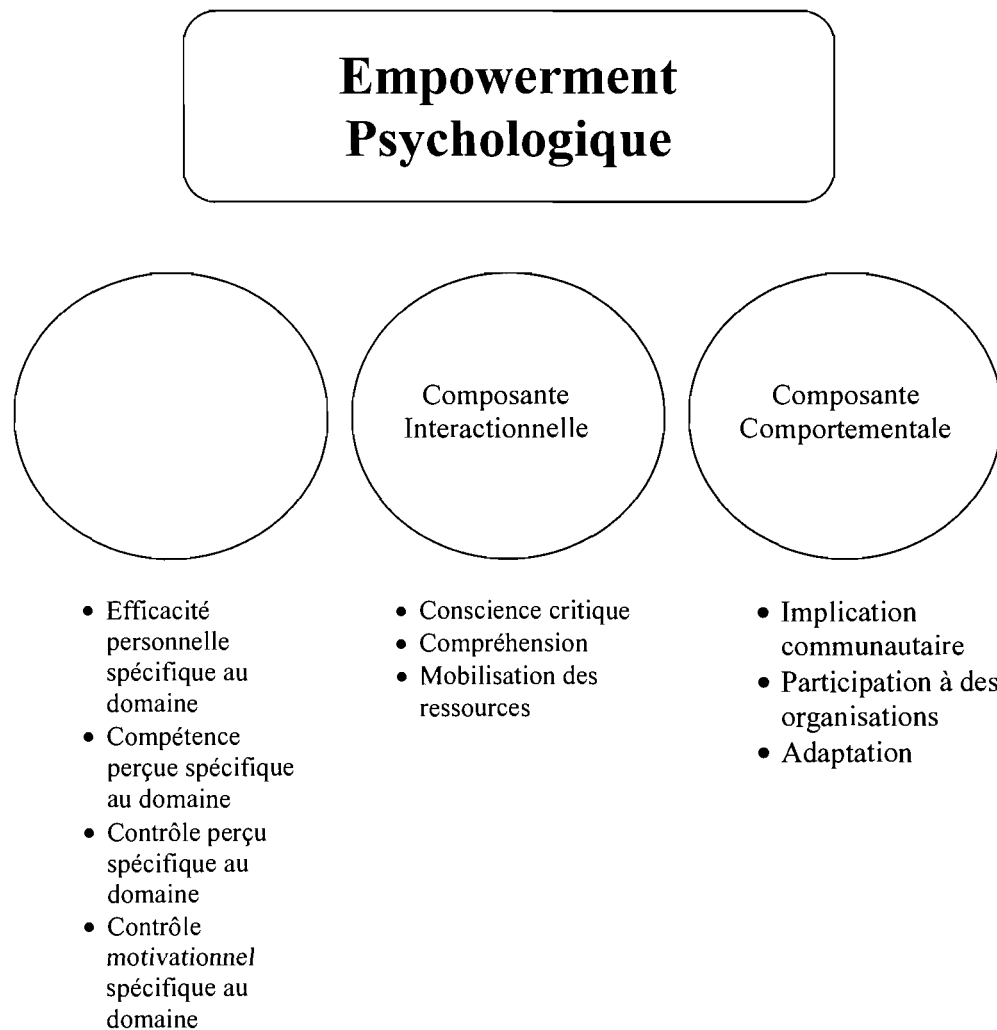 Empowerment
Psychologique
Composante
Interactionnelle
Composante
Comportementale
• Efficacité
personnelle
spécifique au
domaine
• Compétence
perçue spécifique
au domaine
• Contrôle perçu
spécifique au
domaine
• Contrôle
motivationnel
spécifique au
domaine
• Conscience critique
• Compréhension
• Mobilisation des
ressources
• Implication
communautaire
• Participation à des
organisations
• Adaptation